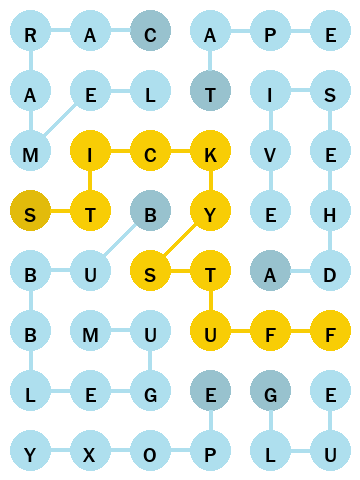 R A C A P E
A E L T I S
M I C K V E
S T B Y E H
B U S T A D
B M U U F F
L E G E G E
Y X O P L U